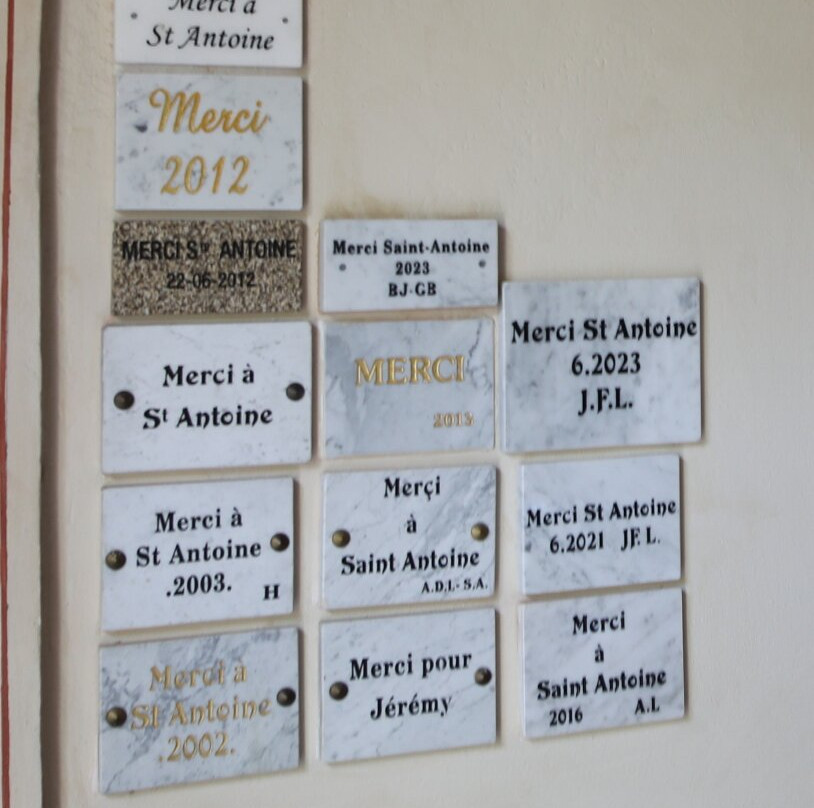 Merci à
St Antoine
Merci
2012
MERCI Ste ANTOINE
22-06-2012
Merci à
St Antoine
Merci à
St Antoine
.2003.
H
Merci à
St Antoine
.2002.
Merci Saint-Antoine
2023
BJ-GB
MERCI
2013
Merçi
à
Saint Antoine
A.D.L- S.A.
Merci pour
Jérémy
Merci St Antoine
6.2023
J.F.L.
Merci St Antoine
6.2021 JF. L.
Merci
à
Saint Antoine
2016 A.L